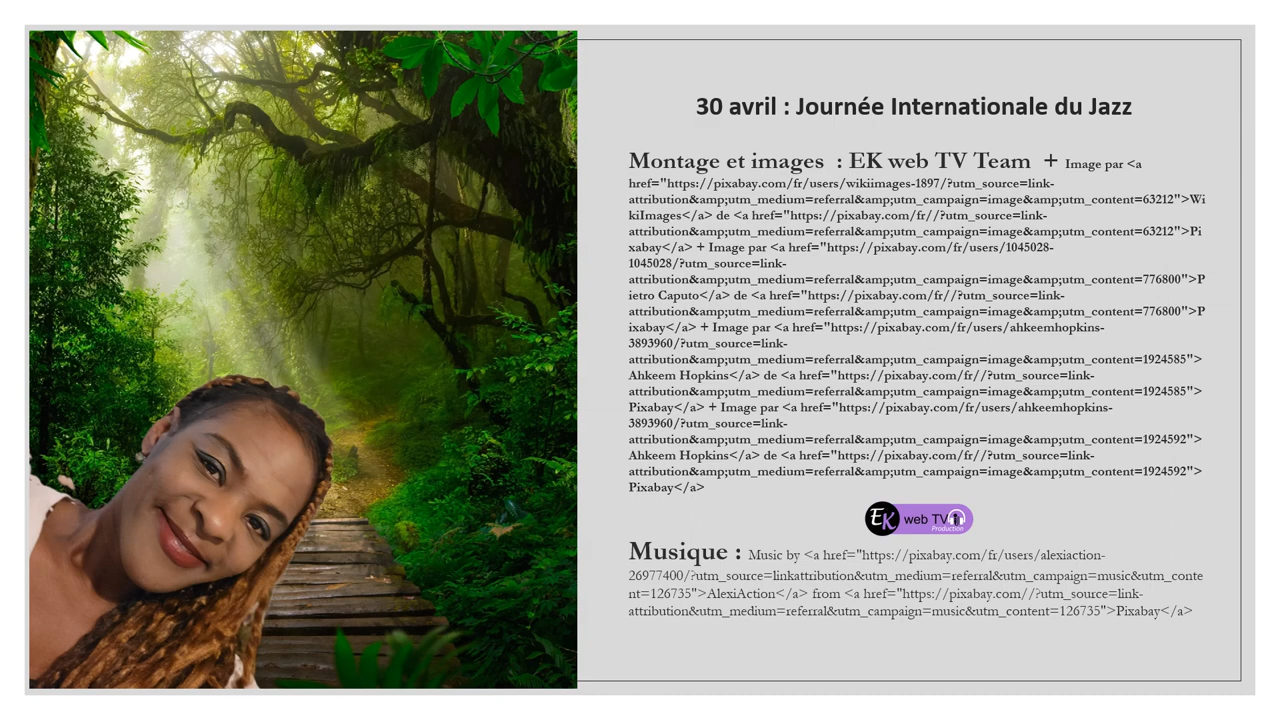 30 avril : Journée Internationale du Jazz
Montage et images : EK web TV Team + Image par <a
href="https://pixabay.com/fr/users/wikiimages-1897/?utm_source=link-
attribution&amp;utm_medium=referral&amp;utm_campaign=image&amp;utm_content=63212">Wi
kiImages</a> de <a href="https://pixabay.com/fr//?utm_source=link-
attribution&amp;utm_medium=referral&amp;utm_campaign=image&amp;utm_content=63212">Pi
xabay</a> + Image par <a href="https://pixabay.com/fr/users/1045028-
1045028/?utm_source=link-
attribution&amp;utm_medium=referral&amp;utm_campaign=image&amp;utm_content=776800">P
ietro Caputo</a> de <a href="https://pixabay.com/fr//?utm_source=link-
attribution&amp;utm_medium=referral&amp;utm_campaign=image&amp;utm_content=776800">P
ixabay</a> + Image par <a href="https://pixabay.com/fr/users/ahkeemhopkins-
3893960/?utm_source=link-
attribution&amp;utm_medium=referral&amp;utm_campaign=image&amp;utm_content=1924585">
Ahkeem Hopkins</a> de <a href="https://pixabay.com/fr//?utm_source=link-
attribution&amp;utm_medium=referral&amp;utm_campaign=image&amp;utm_content=1924585">
Pixabay</a> + Image par <a href="https://pixabay.com/fr/users/ahkeemhopkins-
3893960/?utm_source=link-
attribution&amp;utm_medium=referral&amp;utm_campaign=image&amp;utm_content=1924592">
Ahkeem Hopkins</a> de <a href="https://pixabay.com/fr//?utm_source=link-
attribution&amp;utm_medium=referral&amp;utm_campaign=image&amp;utm_content=1924592">
Pixabay</a>
EK web TV
Production
Musique : Music by <a href="https://pixabay.com/fr/users/alexiaction-
26977400/?utm_source=linkattribution&utm_medium=referral&utm_campaign=music&utm_conte
nt=126735">AlexiAction</a> from <a href="https://pixabay.com//?utm_source=link-
attribution&utm_medium=referral&utm_campaign=music&utm_content=126735">Pixabay</a>